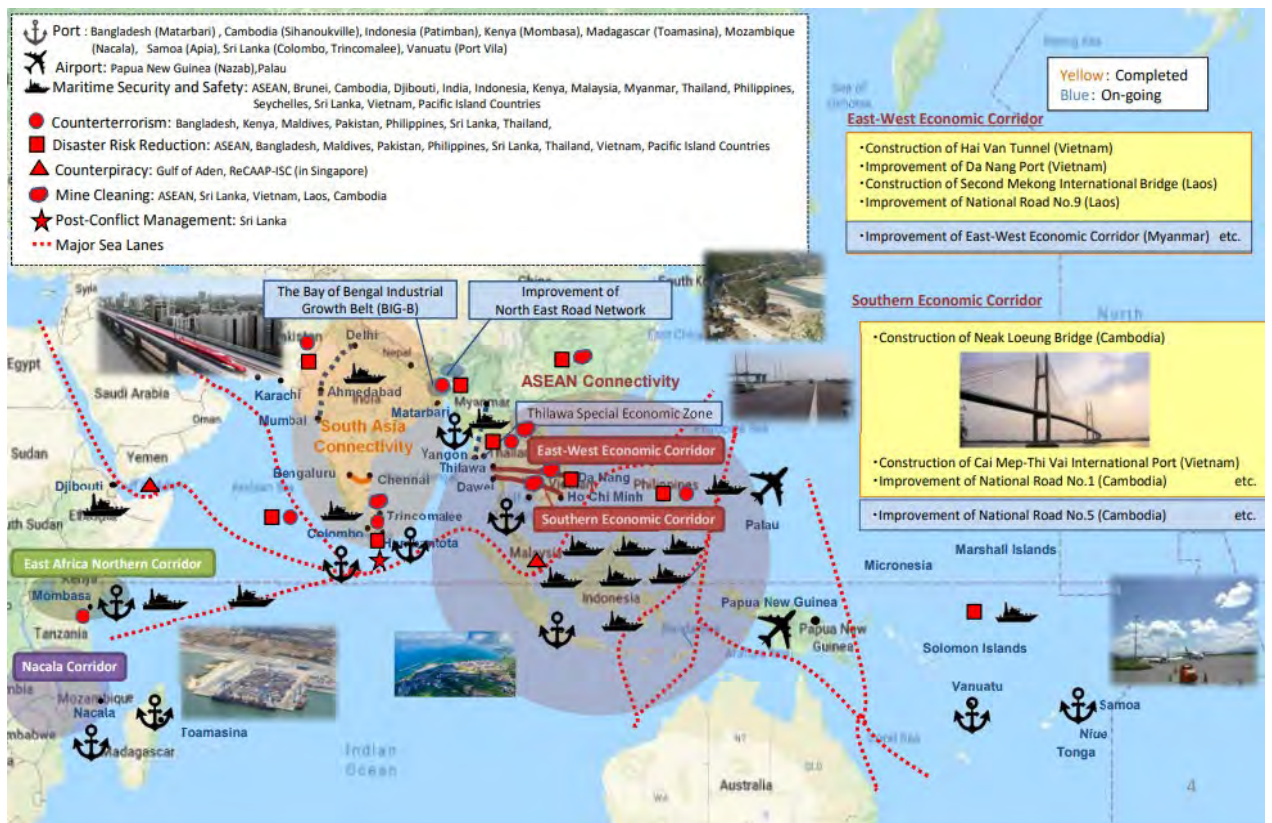 Port : Bangladesh (Matarbari) , Cambodia (Sihanoukville), Indonesia (Patimban), Kenya (Mombasa), Madagascar (Toamasina), Mozambique
(Nacala), Samoa (Apia), Sri Lanka (Colombo, Trincomalee), Vanuatu (Port Vila)
Airport: Papua New Guinea (Nazab),Palau
Maritime Security and Safety: ASEAN, Brunei, Cambodia, Djibouti, India, Indonesia, Kenya, Malaysia, Myanmar, Thailand, Philippines,
Seychelles, Sri Lanka, Vietnam, Pacific Island Countries
Counterterrorism: Bangladesh, Kenya, Maldives, Pakistan, Philippines, Sri Lanka, Thailand,
Disaster Risk Reduction: ASEAN, Bangladesh, Maldives, Pakistan, Philippines, Sri Lanka, Thailand, Vietnam, Pacific Island Countries
Counterpiracy: Gulf of Aden, ReCAAP-ISC (in Singapore)
Mine Cleaning: ASEAN, Sri Lanka, Vietnam, Laos, Cambodia
Post-Conflict Management: Sri Lanka
Major Sea Lanes
Yellow: Completed
Blue: On-going
East-West Economic Corridor
・Construction of Hai Van Tunnel (Vietnam)
・Improvement of Da Nang Port (Vietnam)
・Construction of Second Mekong International Bridge (Laos)
・Improvement of National Road No.9 (Laos)
・Improvement of East-West Economic Corridor (Myanmar) etc.
Southern Economic Corridor
・Construction of Neak Loeung Bridge (Cambodia)
・Construction of Cai Mep-Thi Vai International Port (Vietnam)
・Improvement of National Road No.1 (Cambodia) etc.
・Improvement of National Road No.5 (Cambodia) etc.
The Bay of Bengal Industrial
Growth Belt (BIG-B)
Improvement of
North East Road Network
China
North
Egypt
Saudi Arabia
Oman
Sudan
Yemen
Djibouti
Karachi
Delhi
Nepal
Ahmedabad
India
Mumbai
South Asia
Connectivity
Bengaluru
Chennai
Matarbari
Myanmar
ASEAN Connectivity
Thilawa Special Economic Zone
Yangon
Thilawa
Dawei
East-West Economic Corridor
Da Nang
Philippines
Ho Chi Minh
Southern Economic Corridor
Trincomalee
Colombo
Palau
Malaysia
Indonesia
Micronesia
Marshall Islands
East Africa Northern Corridor
Kenya
Mombasa
Tanzania
Nacala Corridor
Mozambique
Nacala
Toamasina
Madagascar
Papua New Guinea
Papua New
Guinea
Solomon Islands
Vanuatu
Samoa
Niue
Tonga
Indian
Ocean
Australia
NT
WA
4